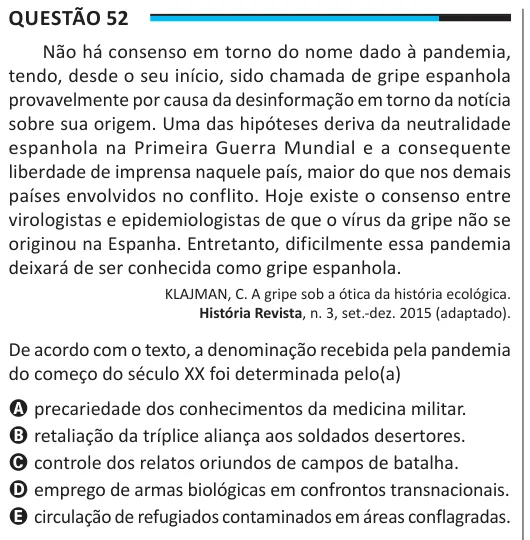 QUESTÃO 52
Não há consenso em torno do nome dado à pandemia,
tendo, desde o seu início, sido chamada de gripe espanhola
provavelmente por causa da desinformação em torno da notícia
sobre sua origem. Uma das hipóteses deriva da neutralidade
espanhola na Primeira Guerra Mundial e a consequente
liberdade de imprensa naquele país, maior do que nos demais
países envolvidos no conflito. Hoje existe o consenso entre
virologistas e epidemiologistas de que o vírus da gripe não se
originou na Espanha. Entretanto, dificilmente essa pandemia
deixará de ser conhecida como gripe espanhola.
KLAJMAN, C. A gripe sob a ótica da história ecológica.
História Revista, n. 3, set.-dez. 2015 (adaptado).
De acordo com o texto, a denominação recebida pela pandemia
do começo do século XX foi determinada pelo(a)
A precariedade dos conhecimentos da medicina militar.
B retaliação da tríplice aliança aos soldados desertores.
C controle dos relatos oriundos de campos de batalha.
D emprego de armas biológicas em confrontos transnacionais.
E circulação de refugiados contaminados em áreas conflagradas.